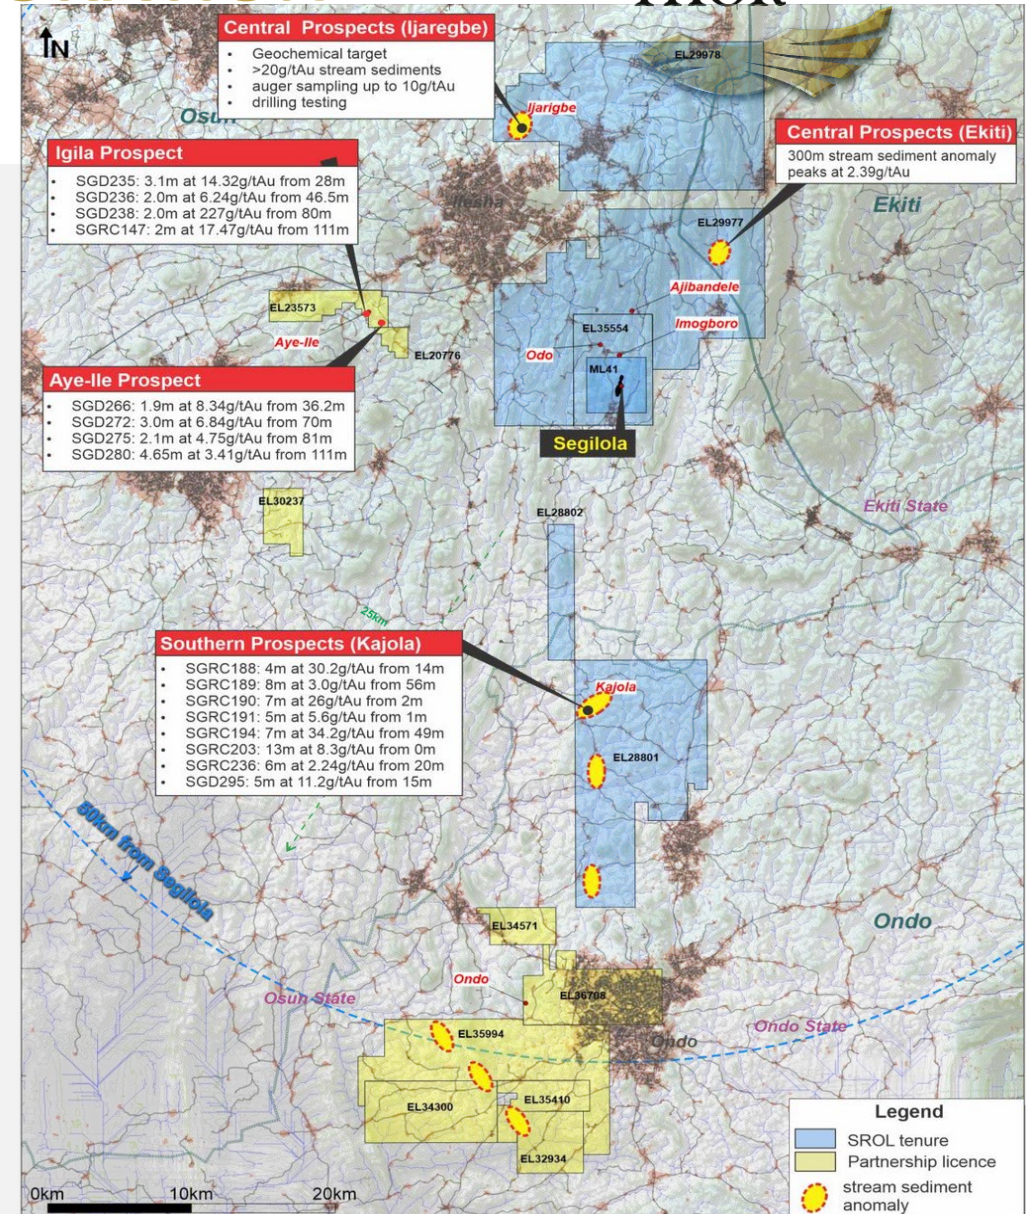 THOR
N
Central Prospects (Ijaregbe)
• Geochemical target
• >20g/tAu stream sediments
• auger sampling up to 10g/tAu
• drilling testing
EL29978
Ijarigbe
Osun
Central Prospects (Ekiti)
300m stream sediment anomaly
peaks at 2.39g/tAu
Igila Prospect
• SGD235: 3.1m at 14.32g/tAu from 28m
• SGD236: 2.0m at 6.24g/tAu from 46.5m
• SGD238: 2.0m at 227g/tAu from 80m
• SGRC147: 2m at 17.47g/tAu from 111m
Ilesha
Ekiti
EL29977
Ajibandele
EL23573
Imogboro
EL35554
Aye-Ile
Odo
EL20776
ML41
Aye-Ile Prospect
• SGD266: 1.9m at 8.34g/tAu from 36.2m
• SGD272: 3.0m at 6.84g/tAu from 70m
• SGD275: 2.1m at 4.75g/tAu from 81m
• SGD280: 4.65m at 3.41g/tAu from 111m
Segilola
EL30237
EL28802
Ekiti State
25km
Southern Prospects (Kajola)
• SGRC188: 4m at 30.2g/tAu from 14m
• SGRC189: 8m at 3.0g/tAu from 56m
• SGRC190: 7m at 26g/tAu from 2m
• SGRC191: 5m at 5.6g/tAu from 1m
• SGRC194: 7m at 34.2g/tAu from 49m
• SGRC203: 13m at 8.3g/tAu from 0m
• SGRC236: 6m at 2.24g/tAu from 20m
• SGD295: 5m at 11.2g/tAu from 15m
Kajola
EL28801
50km from Segilola
EL34571
Ondo
Ondo
EL36708
Osun State
Ondo State
EL35994
Ondo
EL34300
EL35410
EL32934
Legend
SROL tenure
Partnership licence
stream sediment
anomaly
0km 10km 20km